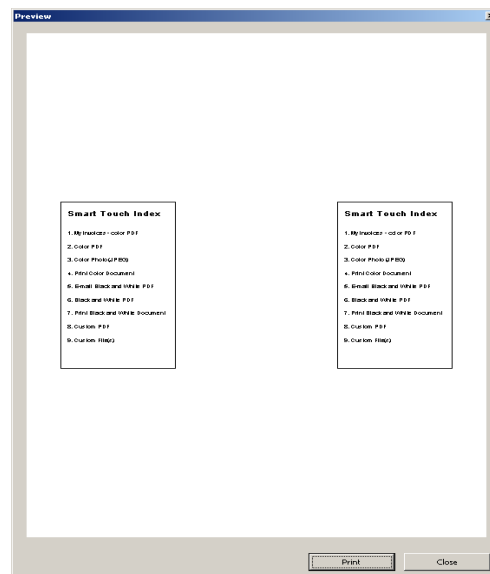 Preview
Smart Touch Index
1. My Invoices - color PDF
2. Color PDF
3. Color Photo(JPEG)
4. Print Color Document
5. E-mail Black and White PDF
6. Black and White PDF
7. Print Black and White Document
8. Custom PDF
9. Custom File(s)
Smart Touch Index
1. My Invoices - color PDF
2. Color PDF
3. Color Photo(JPEG)
4. Print Color Document
5. E-mail Black and White PDF
6. Black and White PDF
7. Print Black and White Document
8. Custom PDF
9. Custom File(s)
Print Close